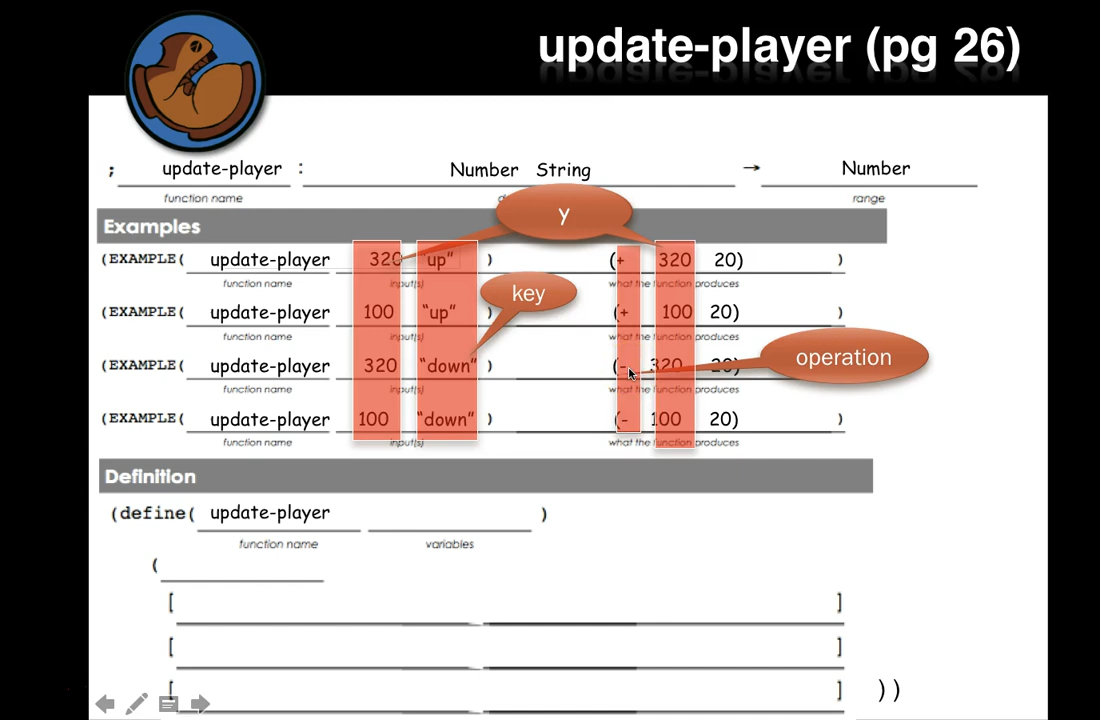 update-player (pg 26)
; update-player : Number String → Number
function name range
y
Examples
(EXAMPLE( update-player 320 "up" ) (+ 320 20) )
function name input(s) what the function produces
key
(EXAMPLE( update-player 100 "up" ) (+ 100 20) )
function name input(s) what the function produces
operation
(EXAMPLE( update-player 320 "down" ) (- 320 20) )
function name input(s) what the function produces
(EXAMPLE( update-player 100 "down" ) (- 100 20) )
function name input(s) what the function produces
Definition
(define( update-player )
function name variables
(
[ ]
[ ]
[ ] ))